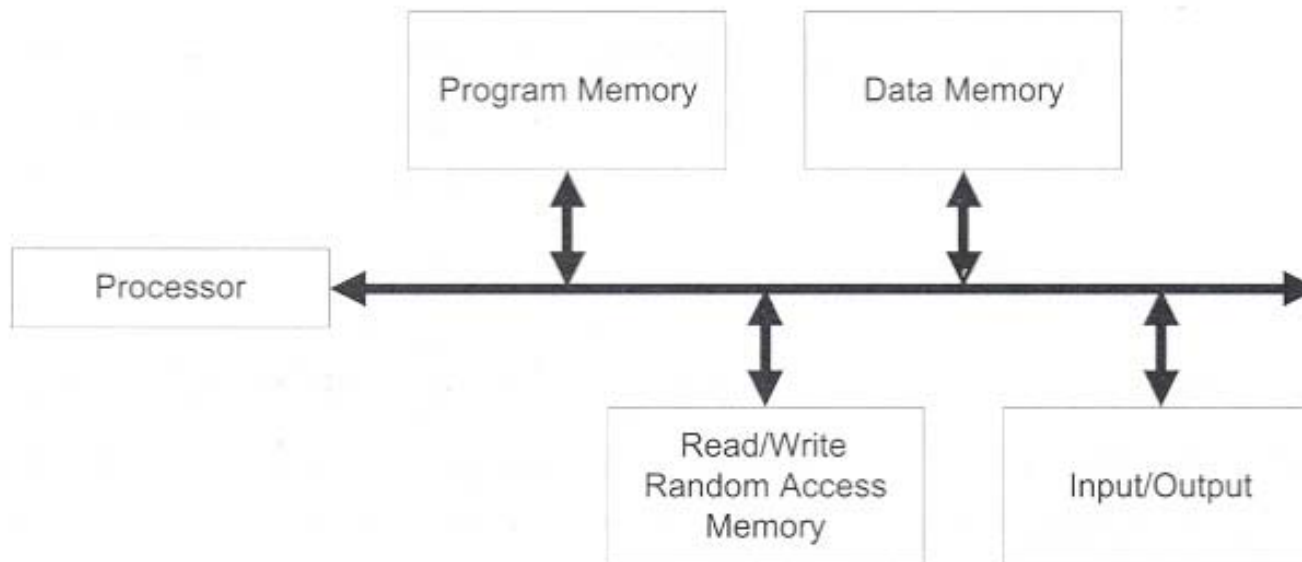 Program Memory
Data Memory
Processor
Read/Write
Random Access
Memory
Input/Output